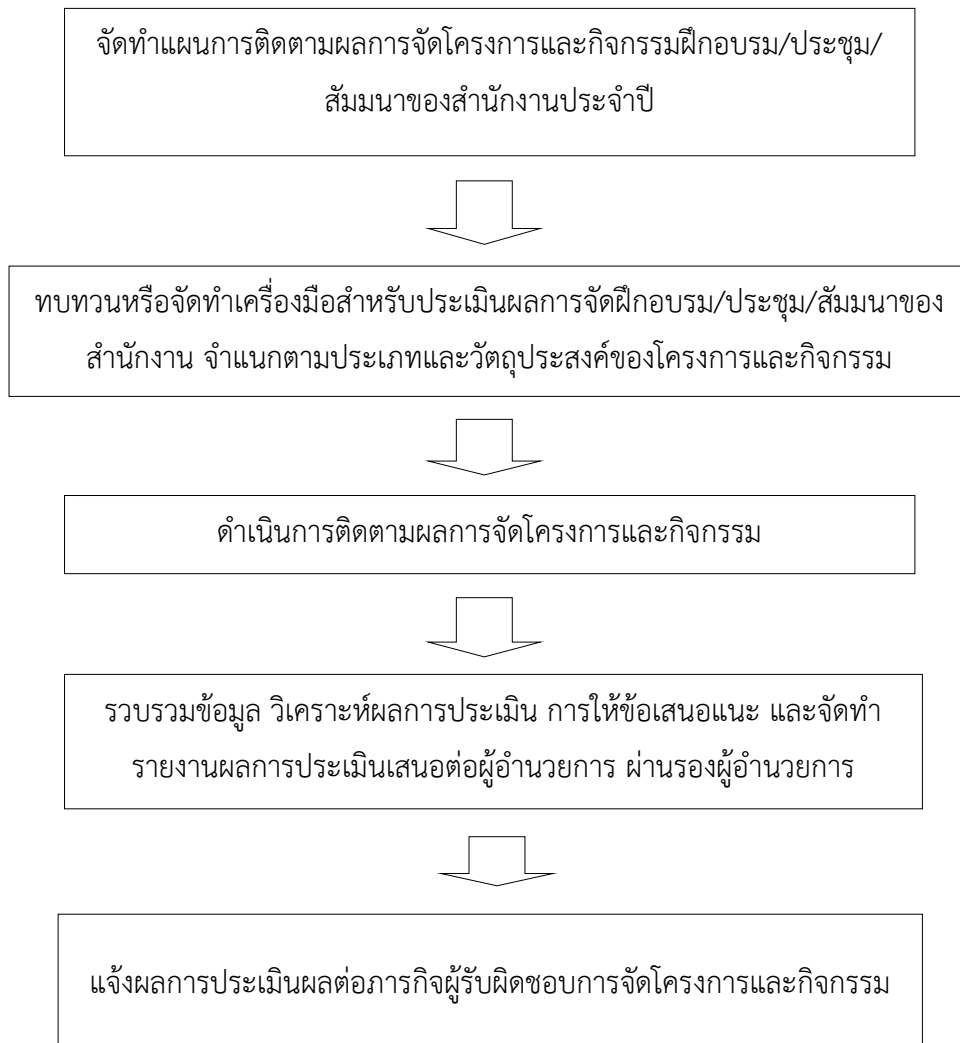 จัดทำแผนการติดตามผลการจัดโครงการและกิจกรรมฝึกอบรม/ประชุม/
สัมมนาของสำนักงานประจำปี
ทบทวนหรือจัดทำเครื่องมือสำหรับประเมินผลการจัดฝึกอบรม/ประชุม/สัมมนาของ
สำนักงาน จำแนกตามประเภทและวัตถุประสงค์ของโครงการและกิจกรรม
ดำเนินการติดตามผลการจัดโครงการและกิจกรรม
รวบรวมข้อมูล วิเคราะห์ผลการประเมิน การให้ข้อเสนอแนะ และจัดทำ
รายงานผลการประเมินเสนอต่อผู้อำนวยการ ผ่านรองผู้อำนวยการ
แจ้งผลการประเมินผลต่อภารกิจผู้รับผิดชอบการจัดโครงการและกิจกรรม